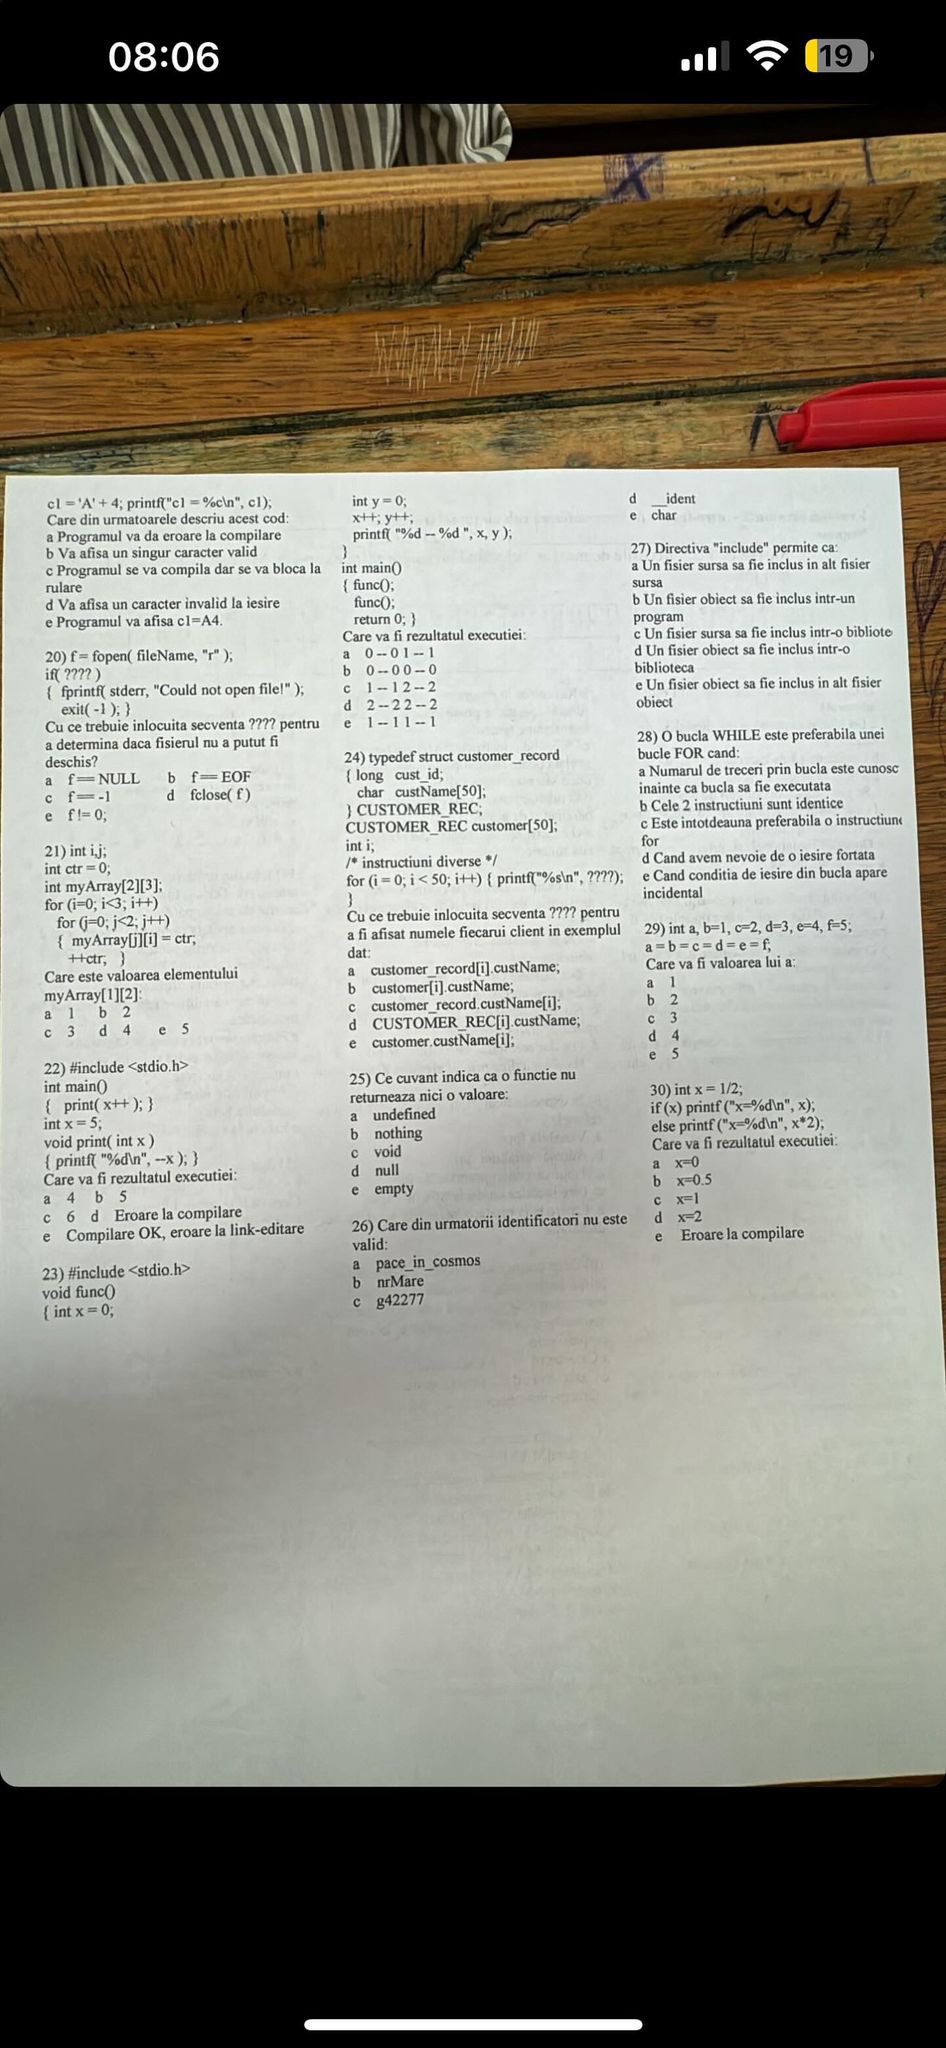 08:06
19
c1 = 'A' + 4; printf("c1 = %c\n", c1);
Care din urmatoarele descriu acest cod:
a Programul va da eroare la compilare
b Va afisa un singur caracter valid
c Programul se va compila dar se va bloca la
rulare
d Va afisa un caracter invalid la iesire
e Programul va afisa c1=A4.
20) f = fopen( fileName, "r" );
if( ???? )
{ fprintf( stderr, "Could not open file!" );
exit( -1 ); }
Cu ce trebuie inlocuita secventa ???? pentru
a determina daca fisierul nu a putut fi
deschis?
a f==NULL b f==EOF
c f==-1 d fclose( f )
e f!= 0;
21) int i,j;
int ctr = 0;
int myArray[2][3];
for (i=0; i<3; i++)
for (j=0; j<2; j++)
{ myArray[j][i] = ctr;
++ctr; }
Care este valoarea elementului
myArray[1][2]:
a 1 b 2
c 3 d 4 e 5
22) #include <stdio.h>
int main()
{ print( x++ ); }
int x = 5;
void print( int x )
{ printf( "%d\n", --x ); }
Care va fi rezultatul executiei:
a 4 b 5
c 6 d Eroare la compilare
e Compilare OK, eroare la link-editare
23) #include <stdio.h>
void func()
{ int x = 0;
int y = 0;
x++; y++;
printf( "%d -- %d ", x, y );
}
int main()
{ func();
func();
return 0; }
Care va fi rezultatul executiei:
a 0 -- 0 1 -- 1
b 0 -- 0 0 -- 0
c 1 -- 1 2 -- 2
d 2 -- 2 2 -- 2
e 1 -- 1 1 -- 1
24) typedef struct customer_record
{ long cust_id;
char custName[50];
} CUSTOMER_REC;
CUSTOMER_REC customer[50];
int i;
/* instructiuni diverse */
for (i = 0; i < 50; i++) { printf("%s\n", ????);
}
Cu ce trebuie inlocuita secventa ???? pentru
a fi afisat numele fiecarui client in exemplul
dat:
a customer_record[i].custName;
b customer[i].custName;
c customer_record.custName[i];
d CUSTOMER_REC[i].custName;
e customer.custName[i];
25) Ce cuvant indica ca o functie nu
returneaza nici o valoare:
a undefined
b nothing
c void
d null
e empty
26) Care din urmatorii identificatori nu este
valid:
a pace_in_cosmos
b nrMare
c g42277
d __ident
e char
27) Directiva "include" permite ca:
a Un fisier sursa sa fie inclus in alt fisier
sursa
b Un fisier obiect sa fie inclus intr-un
program
c Un fisier sursa sa fie inclus intr-o bibliote
d Un fisier obiect sa fie inclus intr-o
biblioteca
e Un fisier obiect sa fie inclus in alt fisier
obiect
28) O bucla WHILE este preferabila unei
bucle FOR cand:
a Numarul de treceri prin bucla este cunosc
inainte ca bucla sa fie executata
b Cele 2 instructiuni sunt identice
c Este intotdeauna preferabila o instructiune
for
d Cand avem nevoie de o iesire fortata
e Cand conditia de iesire din bucla apare
incidental
29) int a, b=1, c=2, d=3, e=4, f=5;
a = b = c = d = e = f;
Care va fi valoarea lui a:
a 1
b 2
c 3
d 4
e 5
30) int x = 1/2;
if (x) printf ("x=%d\n", x);
else printf ("x=%d\n", x*2);
Care va fi rezultatul executiei:
a x=0
b x=0.5
c x=1
d x=2
e Eroare la compilare